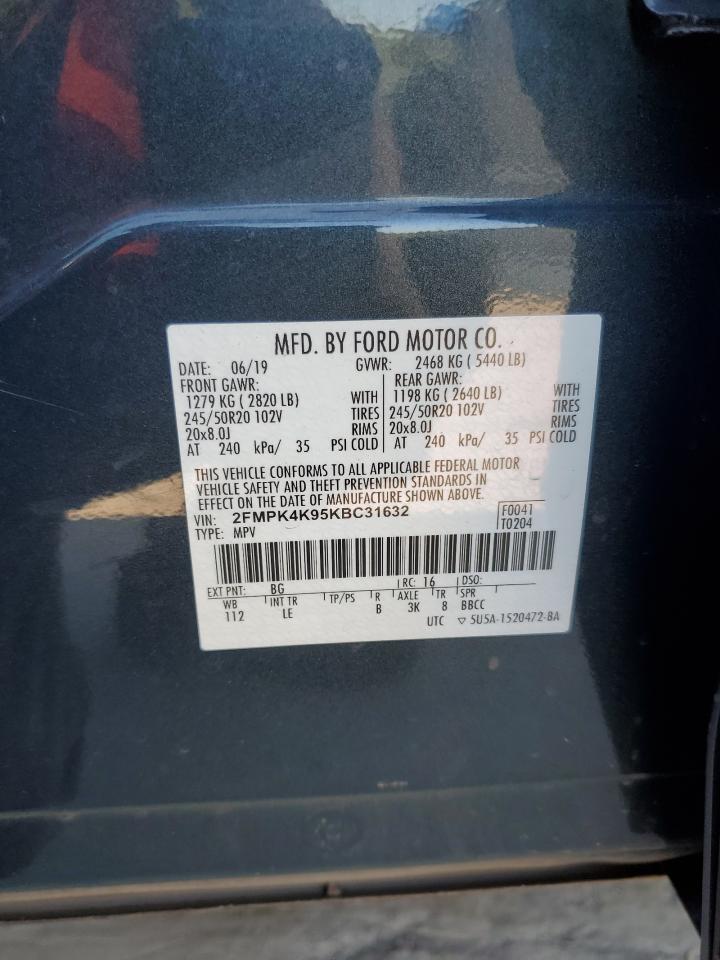 MFD. BY FORD MOTOR CO.
DATE: 06/19 GVWR: 2468 KG ( 5440 LB)
FRONT GAWR: REAR GAWR:
1279 KG ( 2820 LB) WITH 1198 KG ( 2640 LB) WITH
245/50R20 102V TIRES 245/50R20 102V TIRES
20x8.0J RIMS 20x8.0J RIMS
AT 240 kPa/ 35 PSI COLD AT 240 kPa/ 35 PSI COLD
THIS VEHICLE CONFORMS TO ALL APPLICABLE FEDERAL MOTOR
VEHICLE SAFETY AND THEFT PREVENTION STANDARDS IN
EFFECT ON THE DATE OF MANUFACTURE SHOWN ABOVE.
VIN: 2FMPK4K95KBC31632 F0041
TYPE: MPV T0204
EXT PNT: BG RC: 16 DSO:
WB INT TR TP/PS R AXLE TR SPR
112 LE B 3K 8 BBCC
UTC ▽ 5U5A-1520472-BA